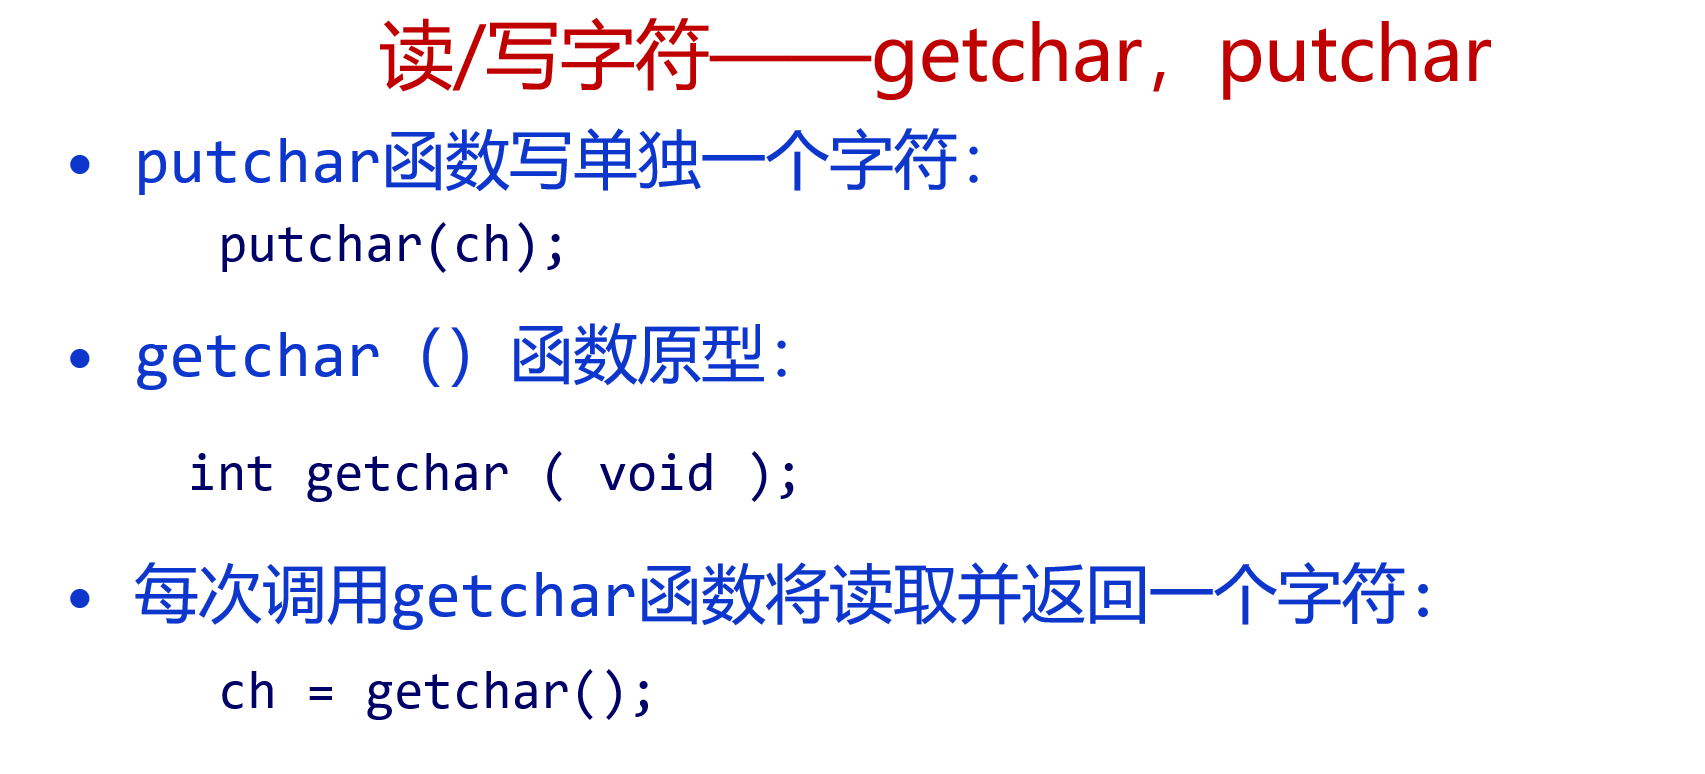 读/写字符——getchar，putchar
• putchar函数写单独一个字符：
putchar(ch);
• getchar () 函数原型：
int getchar ( void );
• 每次调用getchar函数将读取并返回一个字符：
ch = getchar();